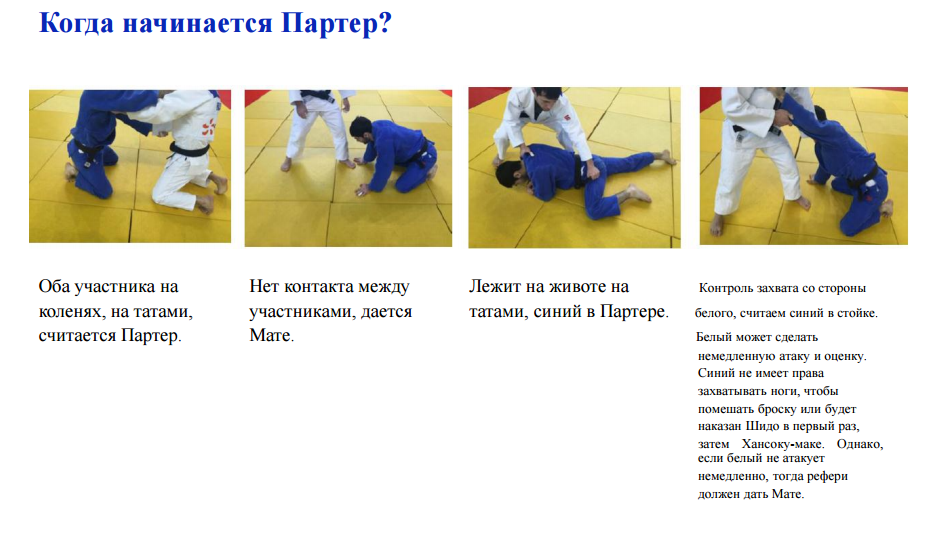 Когда начинается Партер?
Оба участника на
коленях, на татами,
считается Партер.
Нет контакта между
участниками, дается
Мате.
Лежит на животе на
татами, синий в Партере.
Контроль захвата со стороны
белого, считаем синий в стойке.
Белый может сделать
немедленную атаку и оценку.
Синий не имеет права
захватывать ноги, чтобы
помешать броску или будет
наказан Шидо в первый раз,
затем Хансоку-маке. Однако,
если белый не атакует
немедленно, тогда рефери
должен дать Мате.